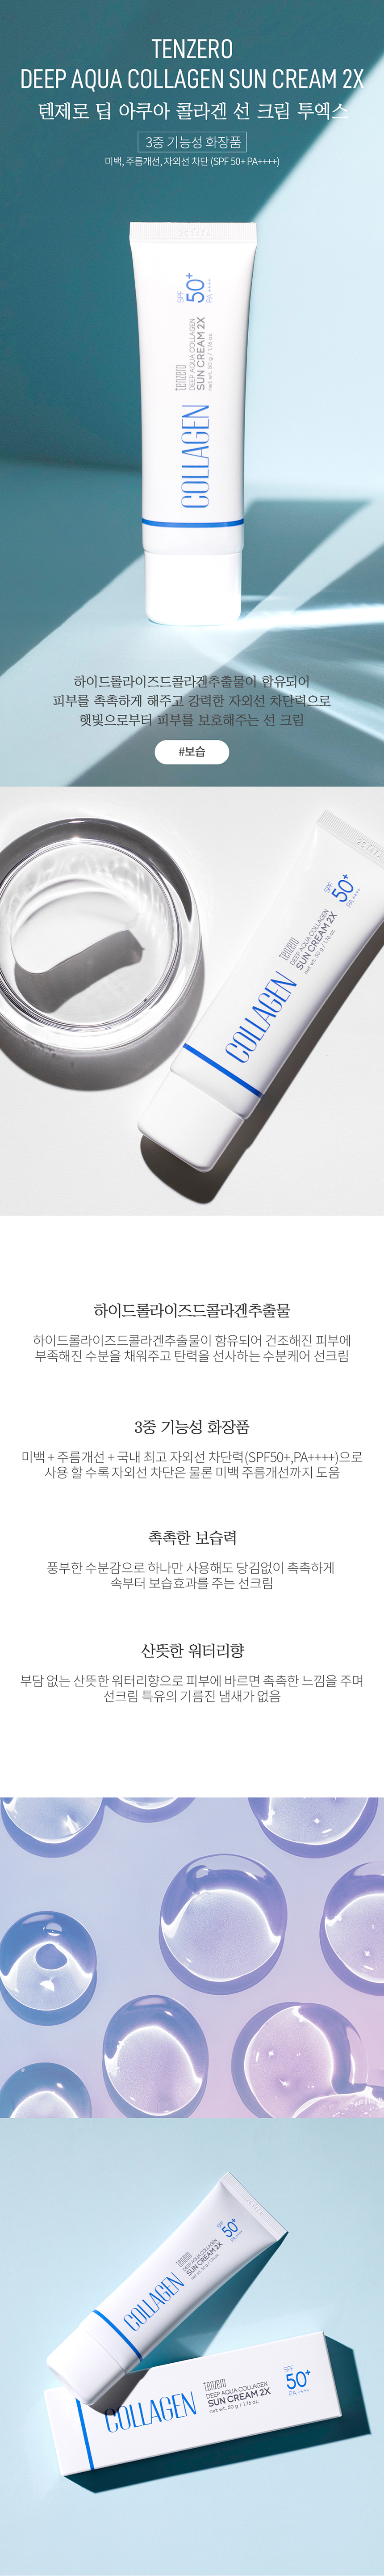 TENZERO
DEEP AQUA COLLAGEN SUN CREAM 2X
텐제로 딥 아쿠아 콜라겐 선 크림 투엑스
3중 기능성 화장품
미백, 주름개선, 자외선 차단 (SPF 50+ PA++++)
SPF
50+
PA++++
tenzero
DEEP AQUA COLLAGEN
SUN CREAM 2X
net wt. 50 g / 1.76 oz.
COLLAGEN
하이드롤라이즈드콜라겐추출물이 함유되어
피부를 촉촉하게 해주고 강력한 자외선 차단력으로
햇빛으로부터 피부를 보호해주는 선 크림
#보습
SPF
50+
PA++++
tenzero
DEEP AQUA COLLAGEN
SUN CREAM 2X
net wt. 50 g / 1.76 oz.
COLLAGEN
하이드롤라이즈드콜라겐추출물
하이드롤라이즈드콜라겐추출물이 함유되어 건조해진 피부에
부족해진 수분을 채워주고 탄력을 선사하는 수분케어 선크림
3중 기능성 화장품
미백 + 주름개선 + 국내 최고 자외선 차단력(SPF50+,PA++++)으로
사용 할 수록 자외선 차단은 물론 미백 주름개선까지 도움
촉촉한 보습력
풍부한 수분감으로 하나만 사용해도 당김없이 촉촉하게
속부터 보습효과를 주는 선크림
산뜻한 워터리향
부담 없는 산뜻한 워터리향으로 피부에 바르면 촉촉한 느낌을 주며
선크림 특유의 기름진 냄새가 없음
SPF
50+
PA++++
tenzero
DEEP AQUA COLLAGEN
SUN CREAM 2X
net wt. 50 g / 1.76 oz.
COLLAGEN
SPF
50+
PA++++
tenzero
DEEP AQUA COLLAGEN
SUN CREAM 2X
net wt. 50 g / 1.76 oz.
COLLAGEN